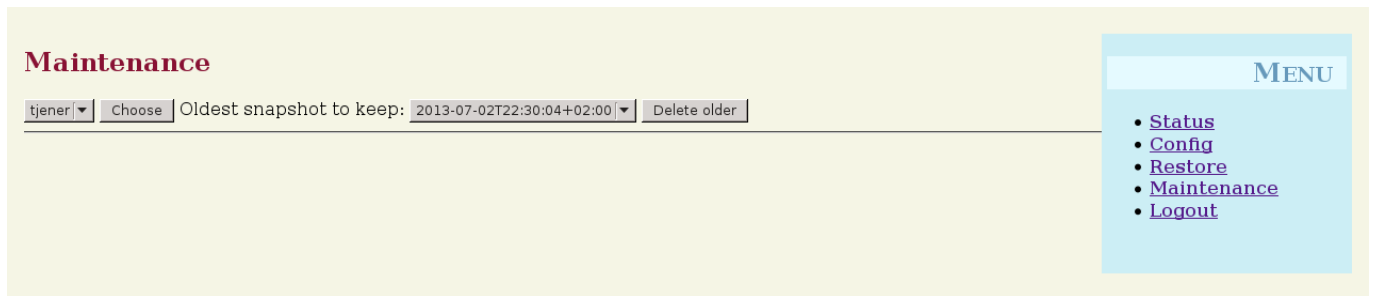 Maintenance
tjener Choose Oldest snapshot to keep: 2013-07-02T22:30:04+02:00 Delete older
MENU
Status
Config
Restore
Maintenance
Logout